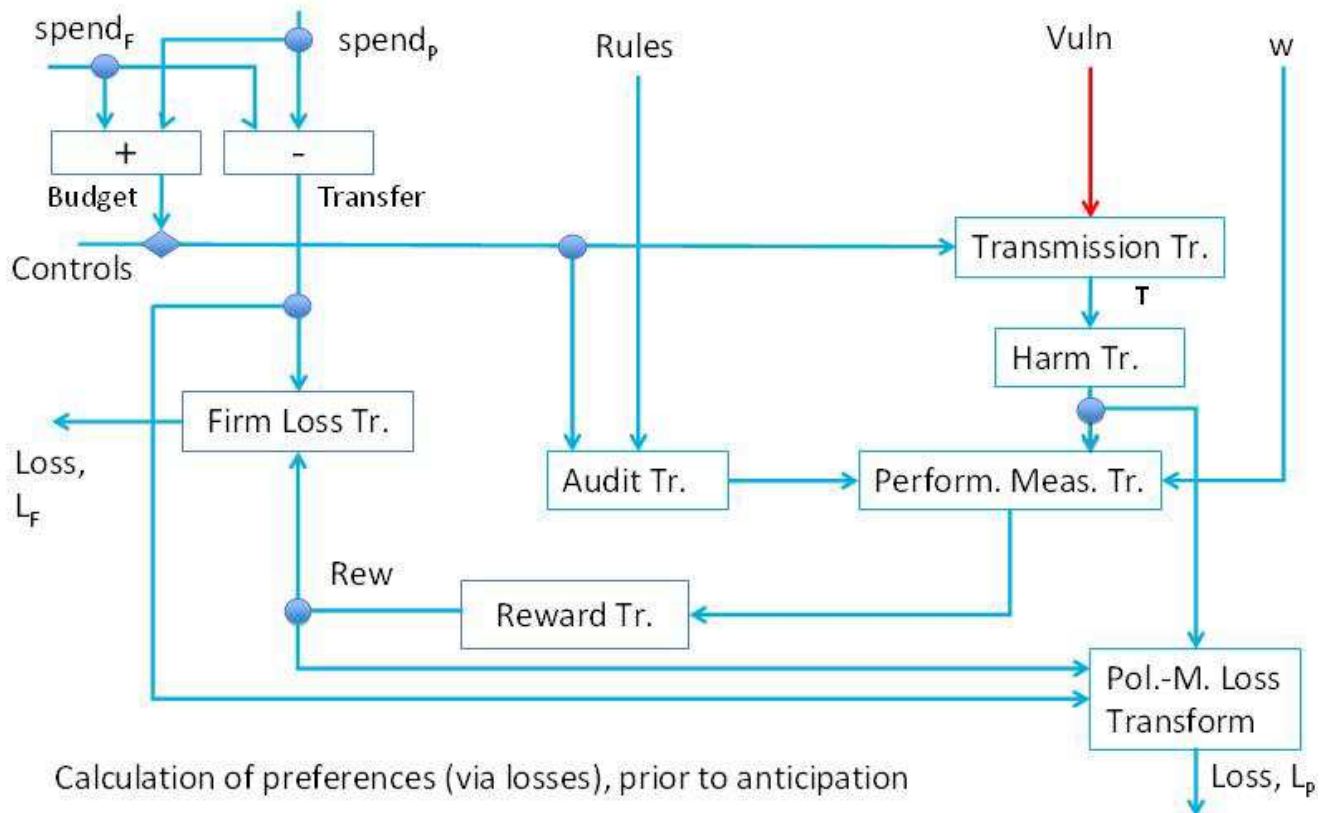 spendF
spendP
Rules
Vuln
w
+
-
Budget
Transfer
Controls
Transmission Tr.
T
Harm Tr.
Firm Loss Tr.
Loss,
LF
Audit Tr.
Perform. Meas. Tr.
Rew
Reward Tr.
Pol.-M. Loss
Transform
Calculation of preferences (via losses), prior to anticipation
Loss, LP